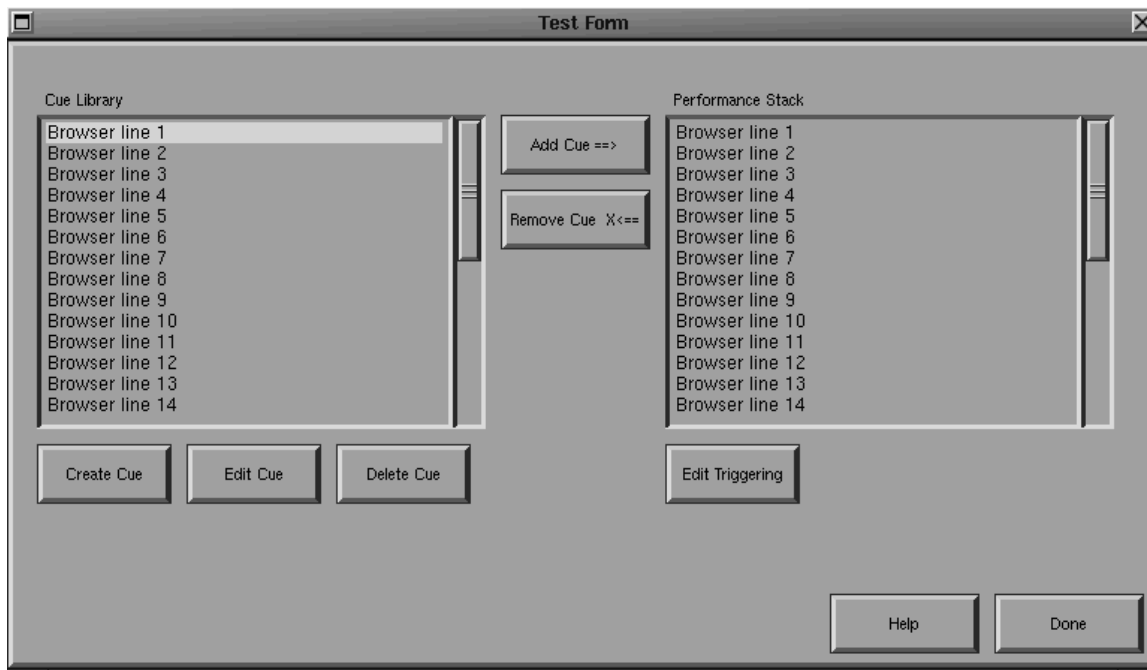 Test Form
Cue Library
Browser line 1
Browser line 2
Browser line 3
Browser line 4
Browser line 5
Browser line 6
Browser line 7
Browser line 8
Browser line 9
Browser line 10
Browser line 11
Browser line 12
Browser line 13
Browser line 14
Add Cue ==>
Remove Cue X<==
Performance Stack
Browser line 1
Browser line 2
Browser line 3
Browser line 4
Browser line 5
Browser line 6
Browser line 7
Browser line 8
Browser line 9
Browser line 10
Browser line 11
Browser line 12
Browser line 13
Browser line 14
Create Cue
Edit Cue
Delete Cue
Edit Triggering
Help
Done